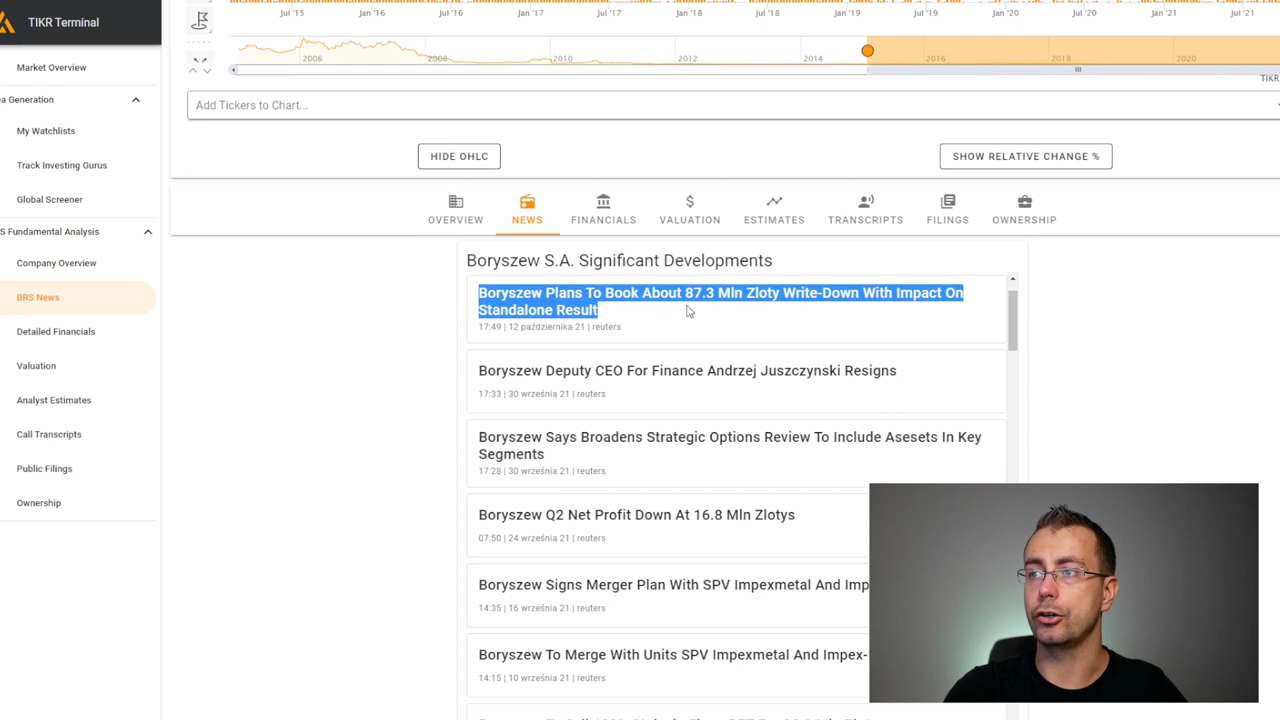 TIKR Terminal
Jul '15 Jan '16 Jul '16 Jan '17 Jul '17 Jan '18 Jul '18 Jan '19 Jul '19 Jan '20 Jul '20 Jan '21 Jul '21
2006 2008 2010 2012 2014 2016 2018 2020
TIKR
Market Overview
ea Generation
My Watchlists
Track Investing Gurus
Global Screener
S Fundamental Analysis
Company Overview
BRS News
Detailed Financials
Valuation
Analyst Estimates
Call Transcripts
Public Filings
Ownership
Add Tickers to Chart...
HIDE OHLC
SHOW RELATIVE CHANGE %
OVERVIEW NEWS FINANCIALS VALUATION ESTIMATES TRANSCRIPTS FILINGS OWNERSHIP
Boryszew S.A. Significant Developments
Boryszew Plans To Book About 87.3 Mln Zloty Write-Down With Impact On
Standalone Result
17:49 | 12 października 21 | reuters
Boryszew Deputy CEO For Finance Andrzej Juszczynski Resigns
17:33 | 30 września 21 | reuters
Boryszew Says Broadens Strategic Options Review To Include Asesets In Key
Segments
17:28 | 30 września 21 | reuters
Boryszew Q2 Net Profit Down At 16.8 Mln Zlotys
07:50 | 24 września 21 | reuters
Boryszew Signs Merger Plan With SPV Impexmetal And Imp
14:35 | 16 września 21 | reuters
Boryszew To Merge With Units SPV Impexmetal And Impex-
14:15 | 10 września 21 | reuters